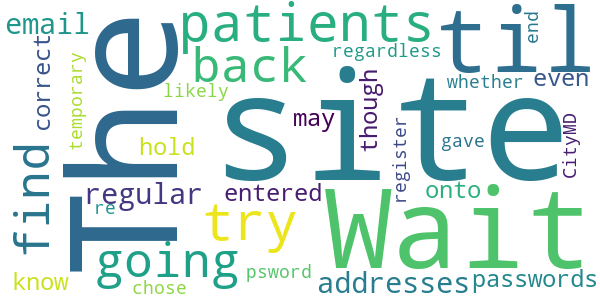 email
patients
til
end
The
back
regardless
site
correct
temporary
likely
though
whether
even
may
hold
register
gave
CityMD
find
regular
re
entered
onto
Wait
try
going
know
chose
psword
addresses
passwords